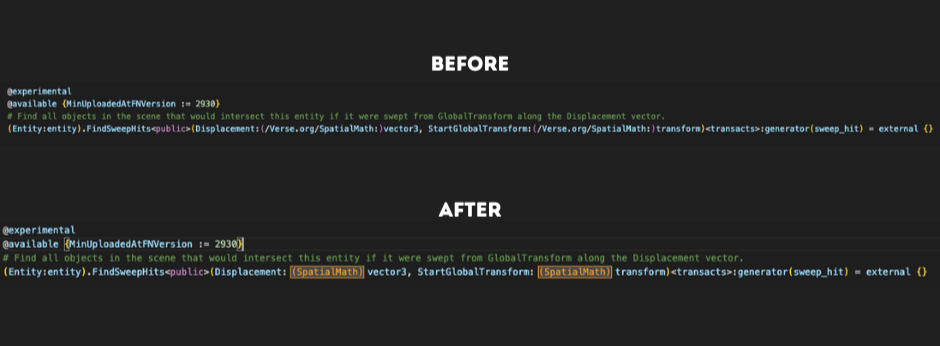 BEFORE
@experimental
@available {MinUploadedAtFNVersion := 2930}
# Find all objects in the scene that would intersect this entity if it were swept from GlobalTransform along the Displacement vector.
(Entity:entity).FindSweepHits<public>(Displacement:(/Verse.org/SpatialMath:)vector3, StartGlobalTransform:(/Verse.org/SpatialMath:)transform)<transacts>:generator(sweep_hit) = external {}
AFTER
@experimental
@available {MinUploadedAtFNVersion := 2930}
# Find all objects in the scene that would intersect this entity if it were swept from GlobalTransform along the Displacement vector.
(Entity:entity).FindSweepHits<public>(Displacement: (SpatialMath) vector3, StartGlobalTransform: (SpatialMath) transform)<transacts>:generator(sweep_hit) = external {}